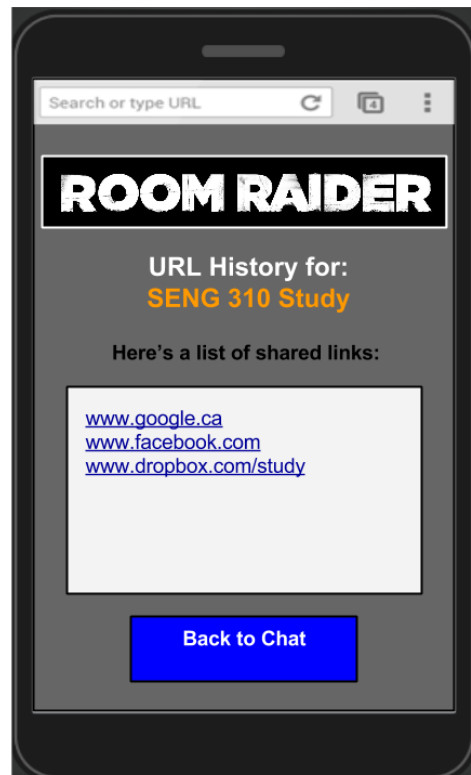 Search or type URL
4
ROOM RAIDER
URL History for:
SENG 310 Study
Here's a list of shared links:
www.google.ca
www.facebook.com
www.dropbox.com/study
Back to Chat